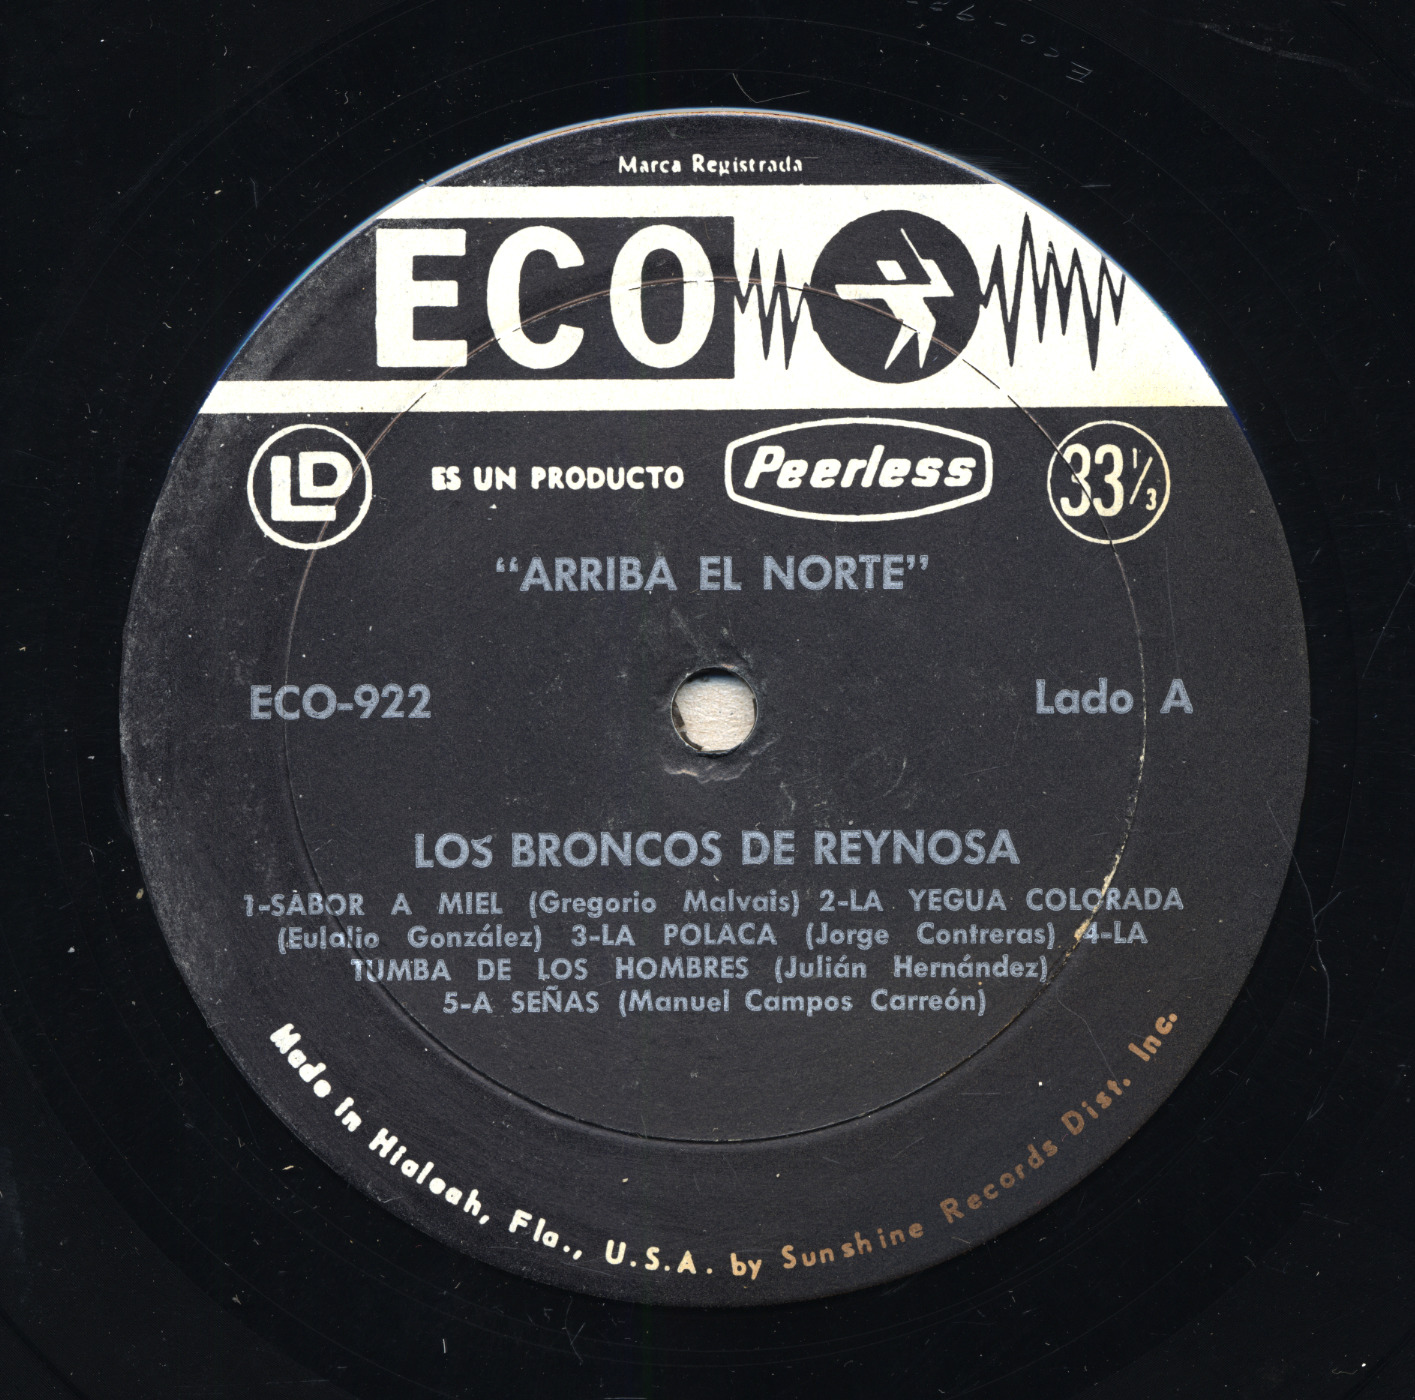 Marca Registrada
ECO
LD
ES UN PRODUCTO
Peerless
33 1/3
“ARRIBA EL NORTE”
ECO-922
Lado A
LOS BRONCOS DE REYNOSA
1-SABOR A MIEL (Gregorio Malvais) 2-LA YEGUA COLORADA
(Eulalio González) 3-LA POLACA (Jorge Contreras) 4-LA
TUMBA DE LOS HOMBRES (Julián Hernández)
5-A SEÑAS (Manuel Campos Carreón)
Made In Hialeah, Fla., U.S.A. by Sunshine Records Dist. Inc.